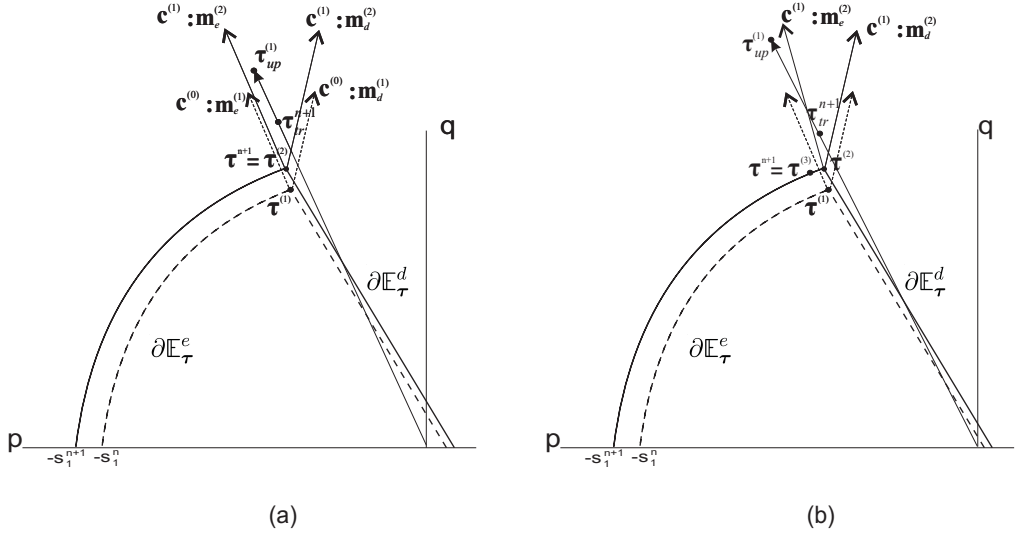 c^(1) :m_e^(2)
c^(1) :m_d^(2)
τ_up^(1)
c^(0) :m_e^(1)
c^(0) :m_d^(1)
τ_tr^n+1
q
τ^n+1 = τ^(2)
τ^(1)
∂𝔼_τ^d
∂𝔼_τ^e
p
-s_1^n+1 -s_1^n
(a)
c^(1) :m_e^(2)
c^(1) :m_d^(2)
τ_up^(1)
τ_tr^n+1
q
τ^n+1 = τ^(3)
τ^(2)
τ^(1)
∂𝔼_τ^d
∂𝔼_τ^e
p
-s_1^n+1 -s_1^n
(b)